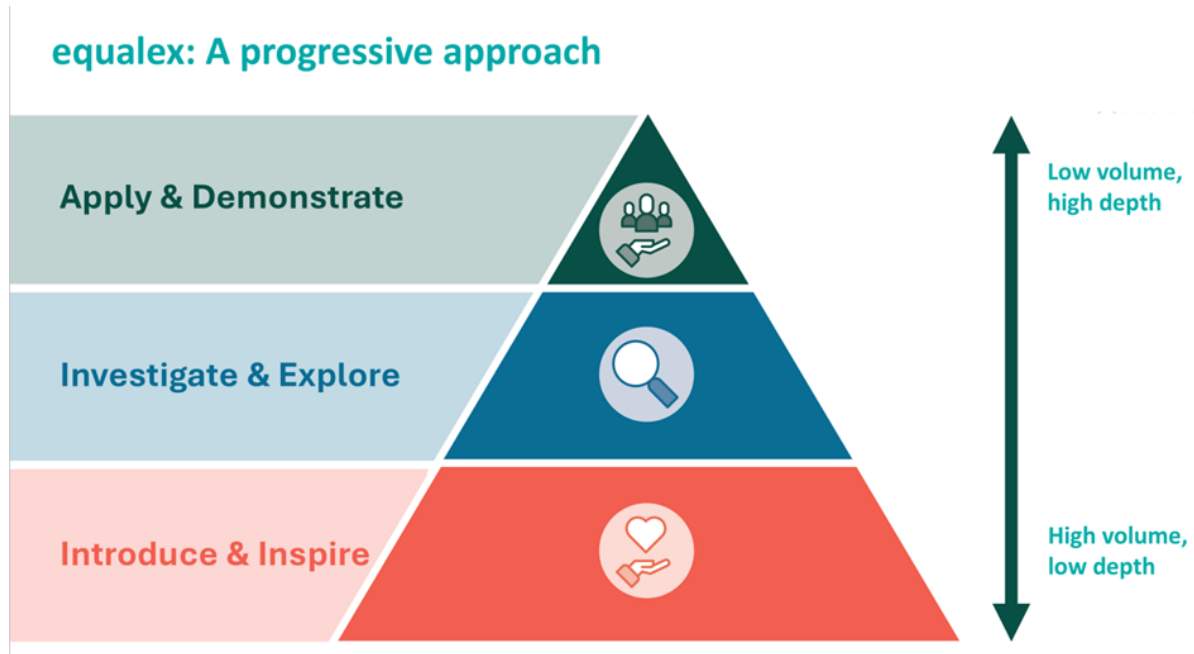 equalex: A progressive approach
Apply & Demonstrate
Low volume,
high depth
Investigate & Explore
Introduce & Inspire
High volume,
low depth